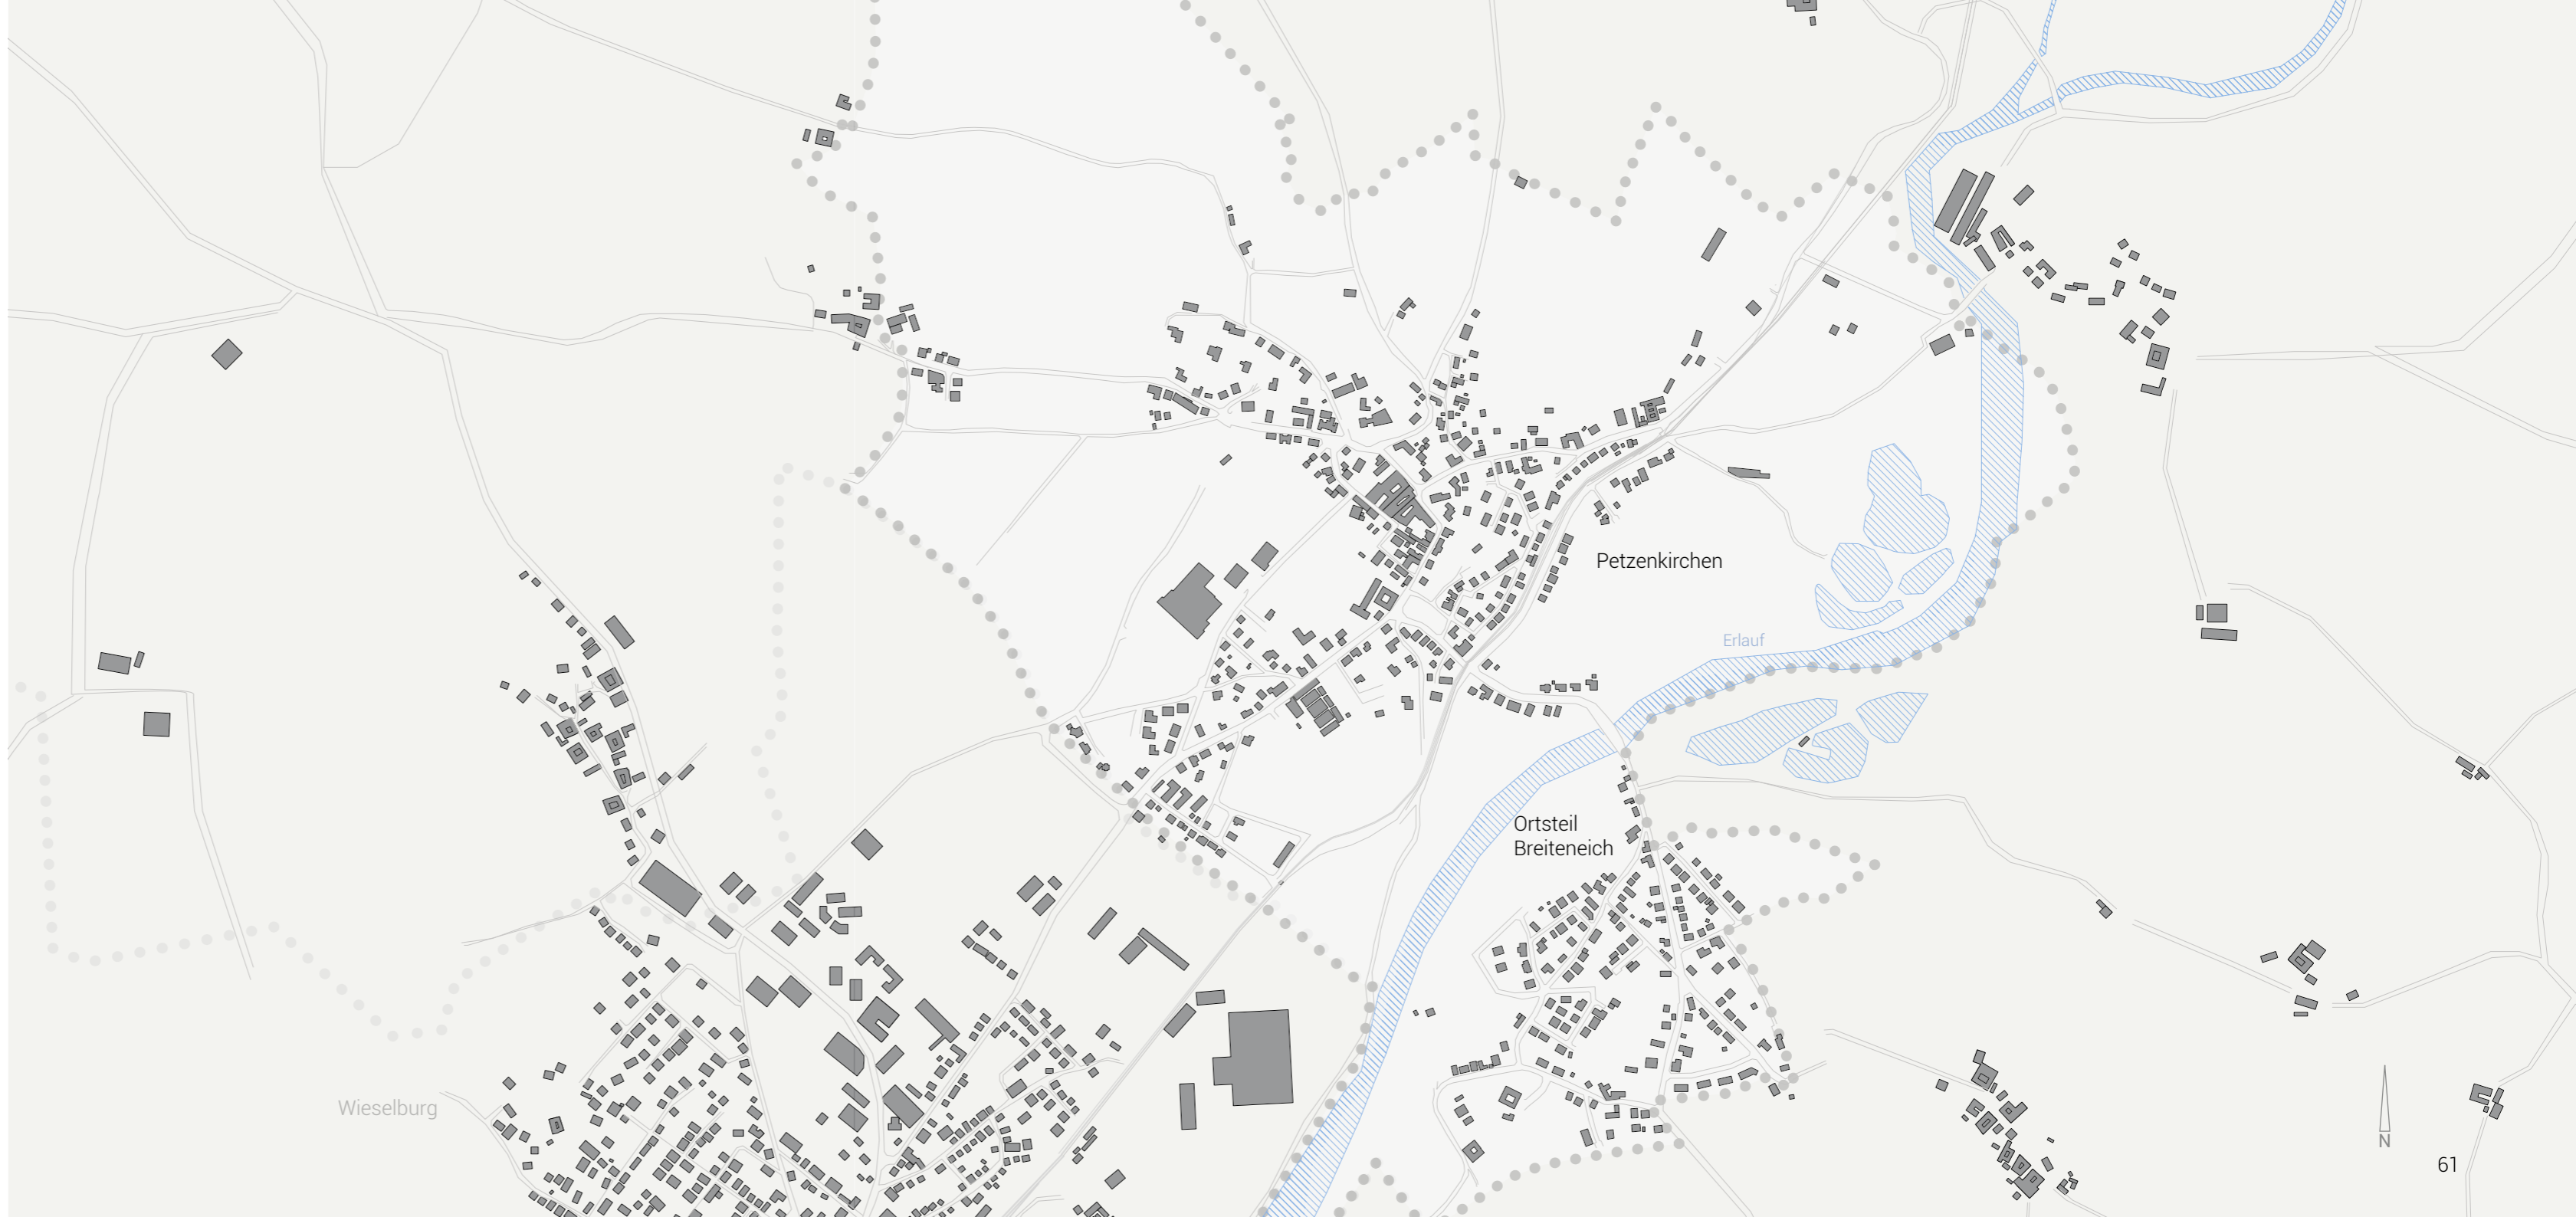 Petzenkirchen
Erlauf
Ortsteil
Breiteneich
Wieselburg
N
61